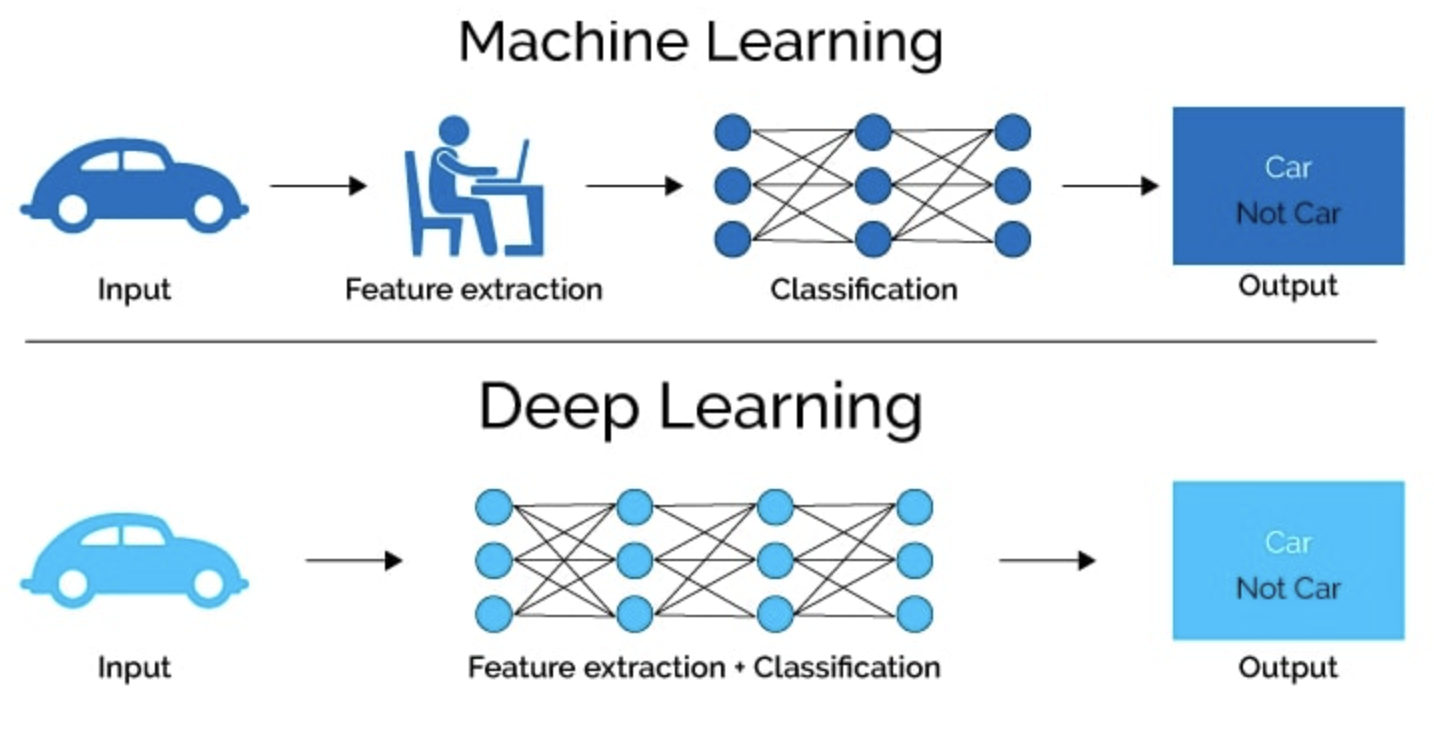 Machine Learning
Car
Not Car
Input
Feature extraction
Classification
Output
Deep Learning
Car
Not Car
Input
Feature extraction + Classification
Output